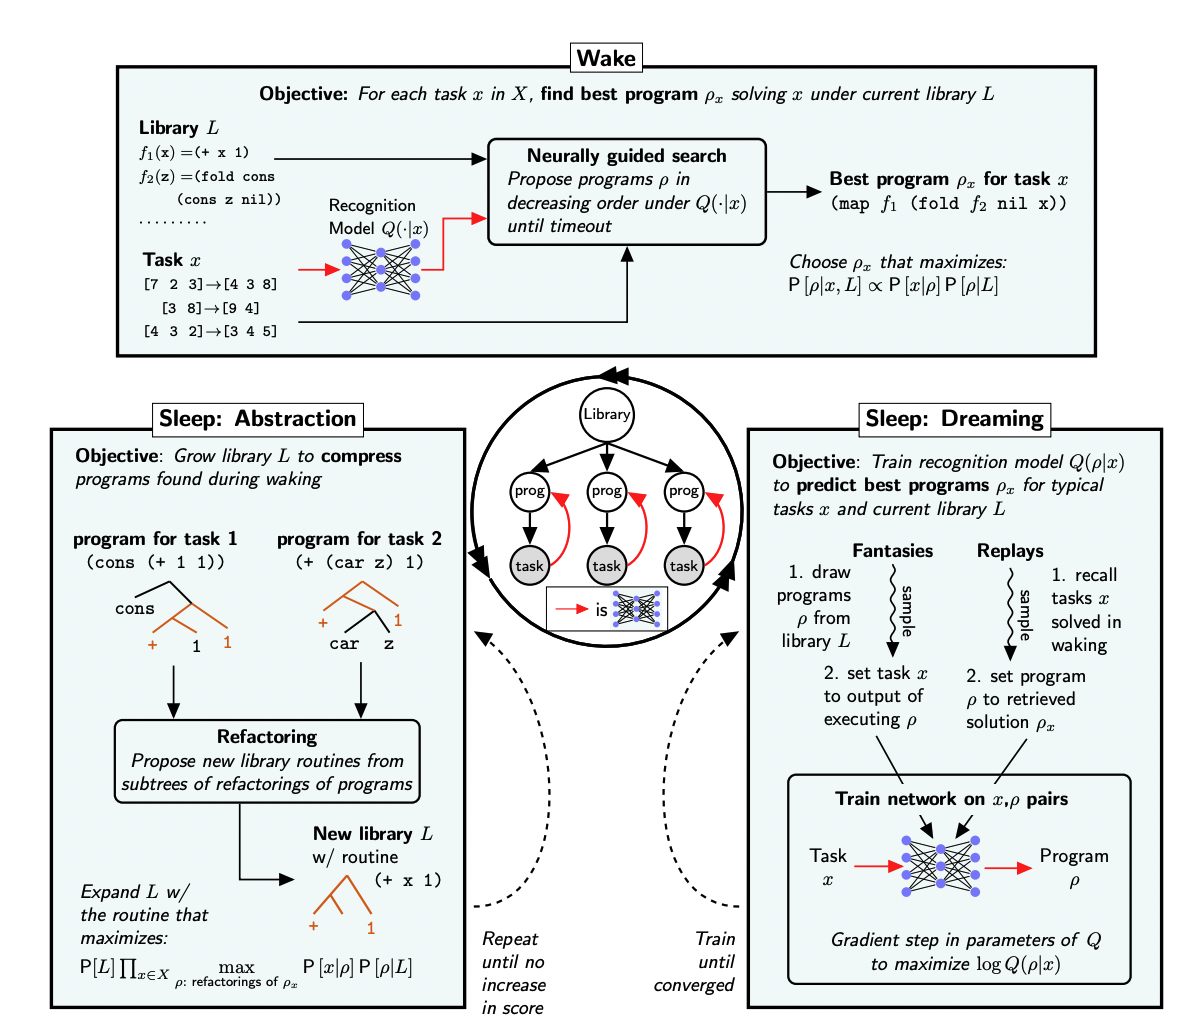 Wake
Objective: For each task x in X, find best program ρₓ solving x under current library L
Library L
f₁(x) =(+ x 1)
f₂(z) =(fold cons
(cons z nil))
.........
Task x
[7 2 3]→[4 3 8]
[3 8]→[9 4]
[4 3 2]→[3 4 5]
Recognition
Model Q(·|x)
Neurally guided search
Propose programs ρ in
decreasing order under Q(·|x)
until timeout
Best program ρₓ for task x
(map f₁ (fold f₂ nil x))
Choose ρₓ that maximizes:
P [ρ|x, L] ∝ P [x|ρ] P [ρ|L]
Library
prog prog prog
task task task
is
Sleep: Abstraction
Objective: Grow library L to compress
programs found during waking
program for task 1
(cons (+ 1 1))
cons
+ 1 1
program for task 2
(+ (car z) 1)
+ 1
car z
Refactoring
Propose new library routines from
subtrees of refactorings of programs
New library L
w/ routine
(+ x 1)
+ 1
Expand L w/
the routine that
maximizes:
P[L] ∏ₓ∈X max P [x|ρ] P [ρ|L]
ρ: refactorings of ρₓ
Repeat
until no
increase
in score
Train
until
converged
Sleep: Dreaming
Objective: Train recognition model Q(ρ|x)
to predict best programs ρₓ for typical
tasks x and current library L
Fantasies
1. draw
programs
ρ from
library L
sample
2. set task x
to output of
executing ρ
Replays
sample
1. recall
tasks x
solved in
waking
2. set program
ρ to retrieved
solution ρₓ
Train network on x,ρ pairs
Task
x
Program
ρ
Gradient step in parameters of Q
to maximize log Q(ρ|x)